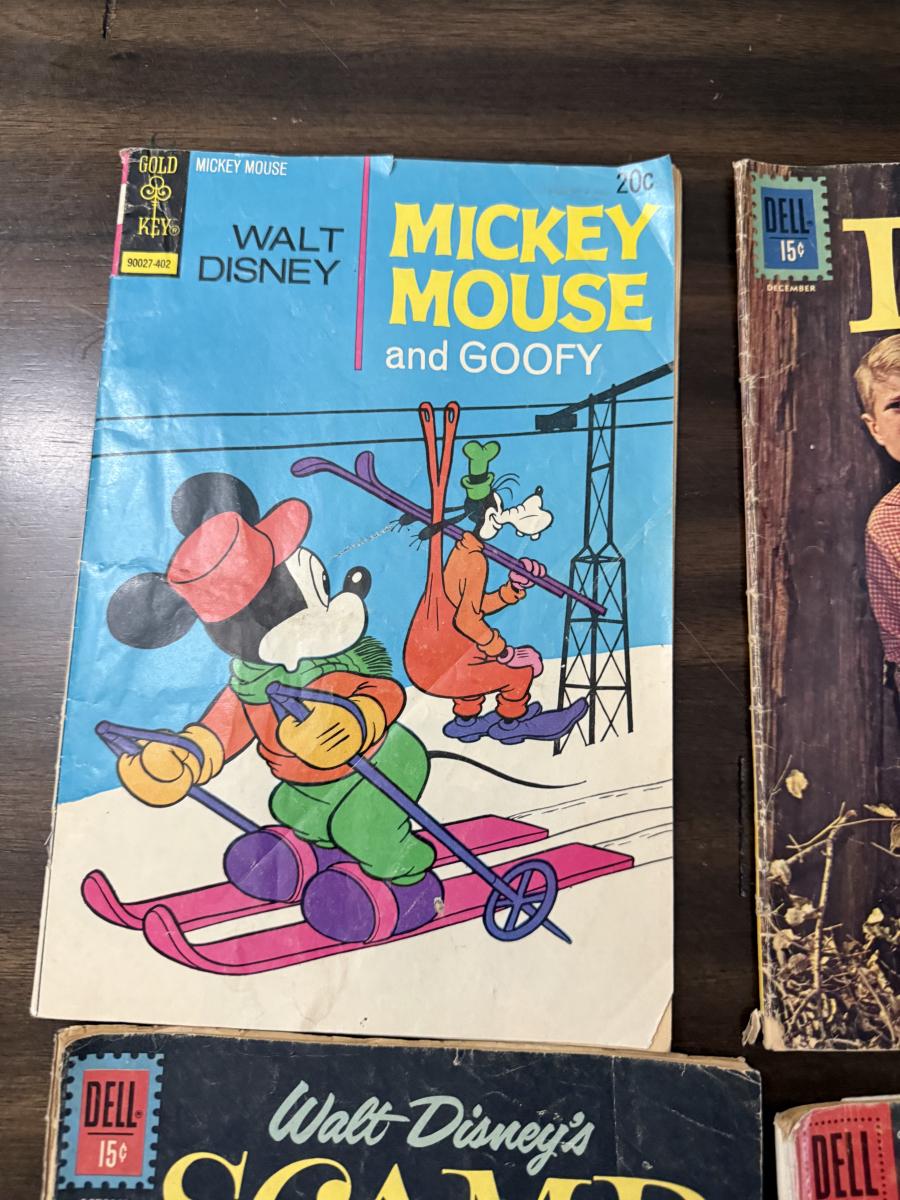 GOLD
KEY®
90027-402
MICKEY MOUSE
WALT
DISNEY
20¢
MICKEY
MOUSE
and GOOFY
DELL
15¢
DECEMBER
DELL
15¢
Walt Disney's
SCAMP
DELL